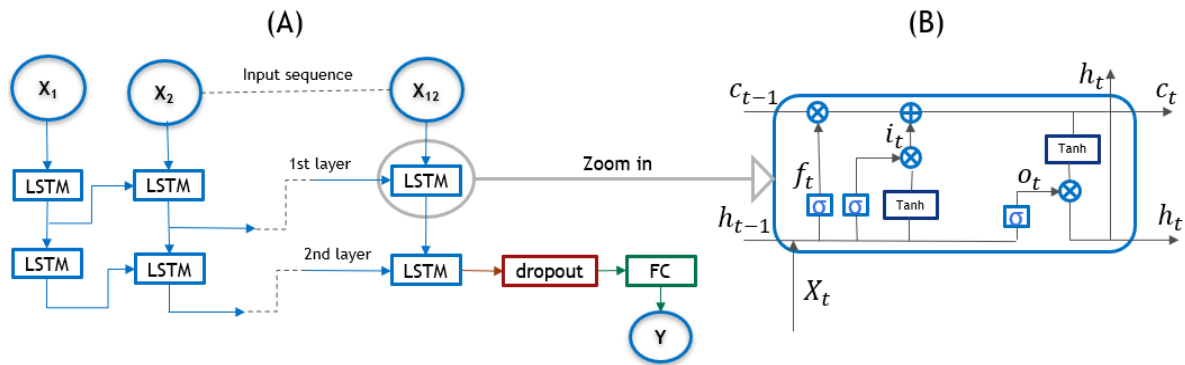 (A)
(B)
X₁
X₂
Input sequence
X₁₂
LSTM
LSTM
1st layer
LSTM
Zoom in
LSTM
LSTM
2nd layer
LSTM
dropout
FC
Y
hₜ
cₜ₋₁
cₜ
iₜ
Tanh
fₜ
oₜ
σ
σ
Tanh
σ
hₜ₋₁
hₜ
Xₜ